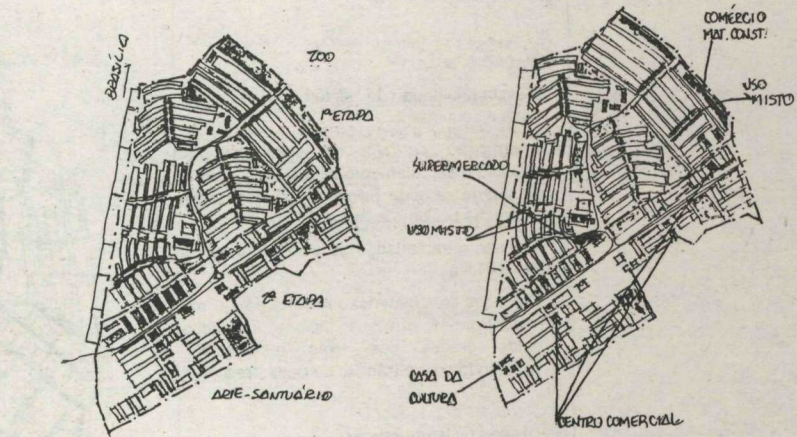 BRASÍLIA
ZOO
1ª ETAPA
2ª ETAPA
ARIE-SANTUÁRIO
COMÉRCIO
MAT. CONST.
USO
MISTO
SUPERMERCADO
USO MISTO
CASA DA
CULTURA
CENTRO COMERCIAL